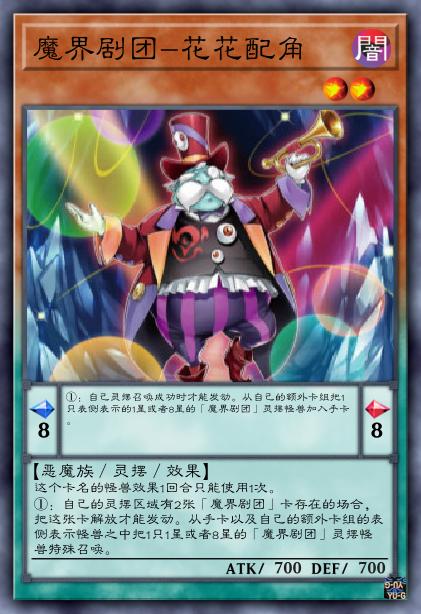 魔界剧团-花花配角
闇
①：自己灵摆召唤成功时才能发动。从自己的额外卡组把1
只表侧表示的1星或者8星的「魔界剧团」灵摆怪兽加入手卡
。
8
8
【恶魔族／灵摆／效果】
这个卡名的怪兽效果1回合只能使用1次。
①：自己的灵摆区域有2张「魔界剧团」卡存在的场合，
把这张卡解放才能发动。从手卡以及自己的额外卡组的表
侧表示怪兽之中把1只1星或者8星的「魔界剧团」灵摆怪
兽特殊召唤。
ATK/ 700 DEF/ 700